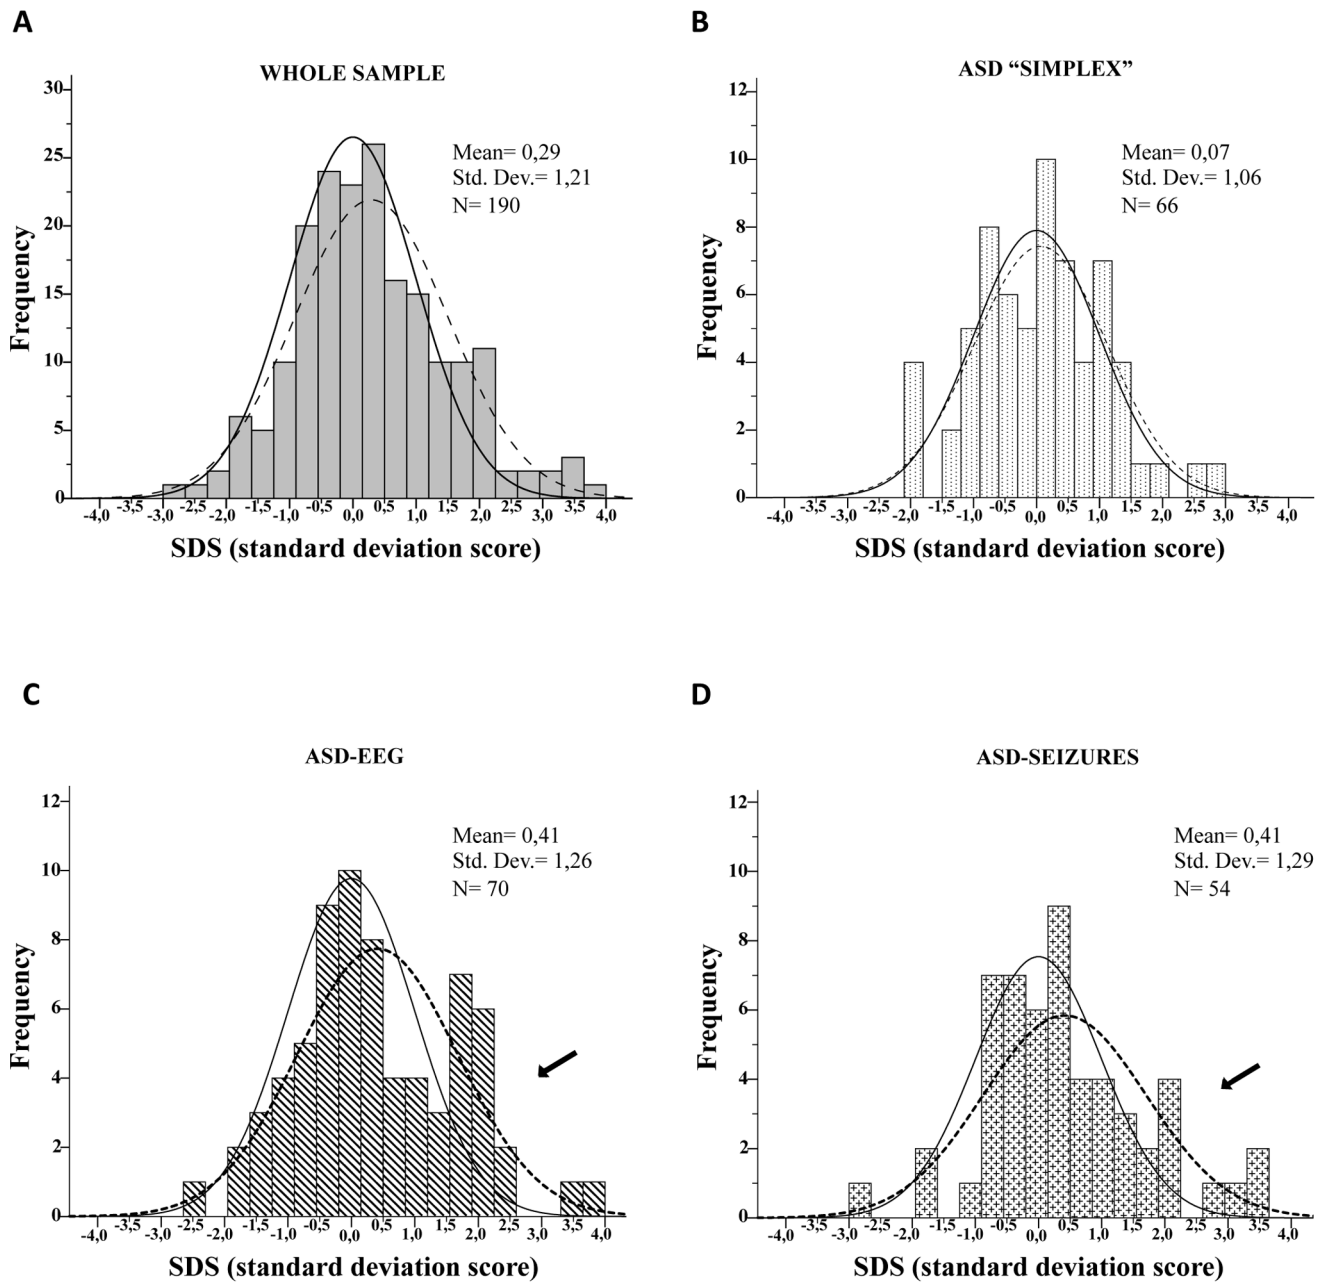 A
WHOLE SAMPLE
30
25
20
15
10
5
0
Frequency
Mean= 0,29
Std. Dev.= 1,21
N= 190
-4,0 -3,5 -3,0 -2,5 -2,0 -1,5 -1,0 -0,5 0,0 0,5 1,0 1,5 2,0 2,5 3,0 3,5 4,0
SDS (standard deviation score)
B
ASD “SIMPLEX”
12
10
8
6
4
2
0
Frequency
Mean= 0,07
Std. Dev.= 1,06
N= 66
-4,0 -3,5 -3,0 -2,5 -2,0 -1,5 -1,0 -0,5 0,0 0,5 1,0 1,5 2,0 2,5 3,0 3,5 4,0
SDS (standard deviation score)
C
ASD-EEG
12
10
8
6
4
2
0
Frequency
Mean= 0,41
Std. Dev.= 1,26
N= 70
-4,0 -3,5 -3,0 -2,5 -2,0 -1,5 -1,0 -0,5 0,0 0,5 1,0 1,5 2,0 2,5 3,0 3,5 4,0
SDS (standard deviation score)
D
ASD-SEIZURES
12
10
8
6
4
2
0
Frequency
Mean= 0,41
Std. Dev.= 1,29
N= 54
-4,0 -3,5 -3,0 -2,5 -2,0 -1,5 -1,0 -0,5 0,0 0,5 1,0 1,5 2,0 2,5 3,0 3,5 4,0
SDS (standard deviation score)